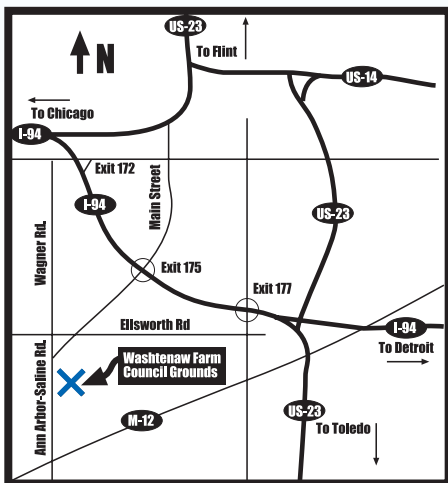 US-23
To Flint
N
US-14
To Chicago
I-94
Exit 172
Main Street
Wagner Rd.
I-94
US-23
Exit 175
Exit 177
Ellsworth Rd
I-94
To Detroit
Ann Arbor-Saline Rd.
Washtenaw Farm
Council Grounds
M-12
US-23
To Toledo